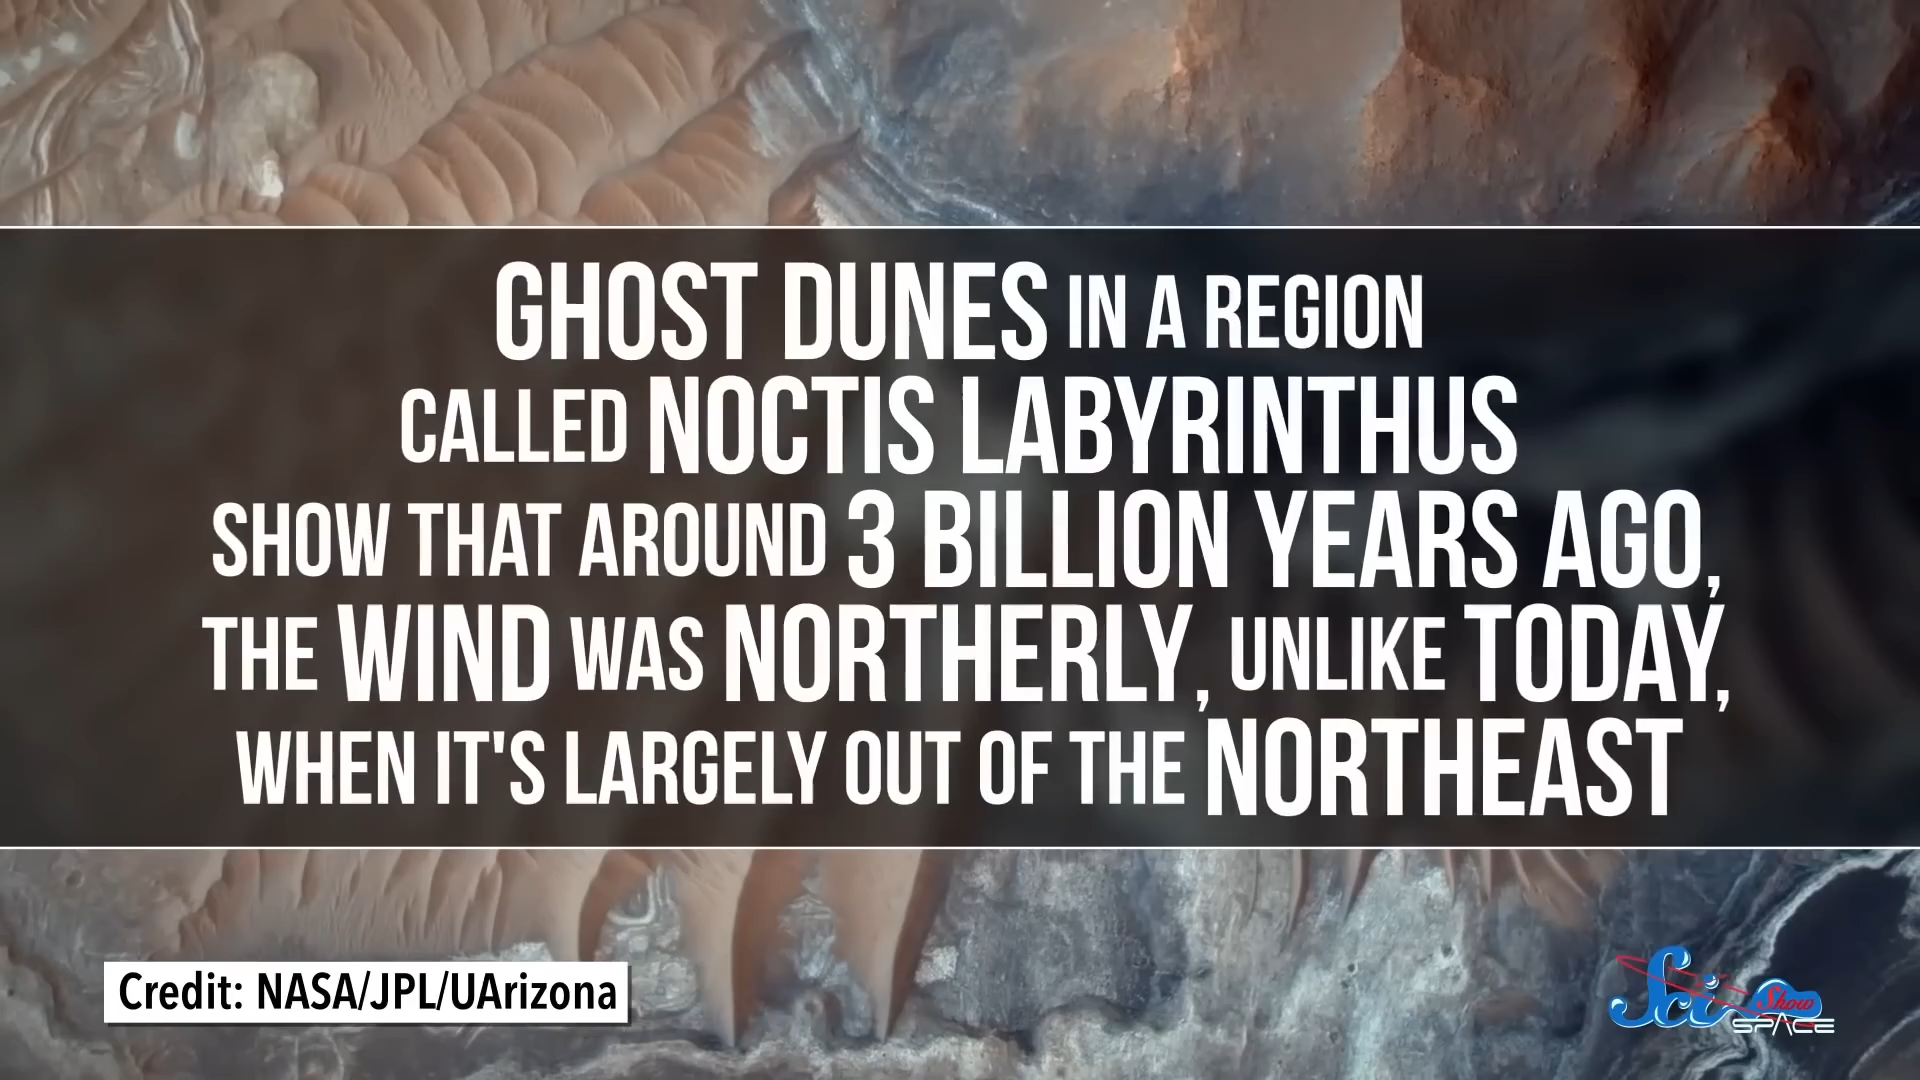 GHOST DUNES IN A REGION
CALLED NOCTIS LABYRINTHUS
SHOW THAT AROUND 3 BILLION YEARS AGO,
THE WIND WAS NORTHERLY, UNLIKE TODAY,
WHEN IT'S LARGELY OUT OF THE NORTHEAST
Credit: NASA/JPL/UArizona
Sci Show
SPACE